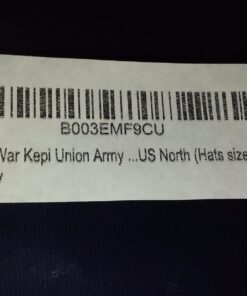 B003EMF9CU
War Kepi Union Army ...US North (Hats size